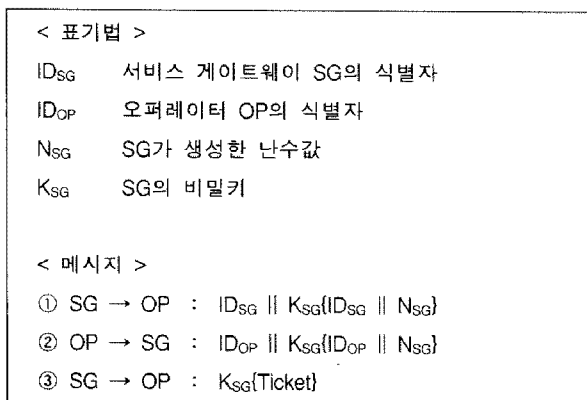 < 표기법 >
IDSG 서비스 게이트웨이 SG의 식별자
IDOP 오퍼레이터 OP의 식별자
NSG SG가 생성한 난수값
KSG SG의 비밀키
< 메시지 >
① SG → OP : IDSG || KSG{IDSG || NSG}
② OP → SG : IDOP || KSG{IDOP || NSG}
③ SG → OP : KSG{Ticket}